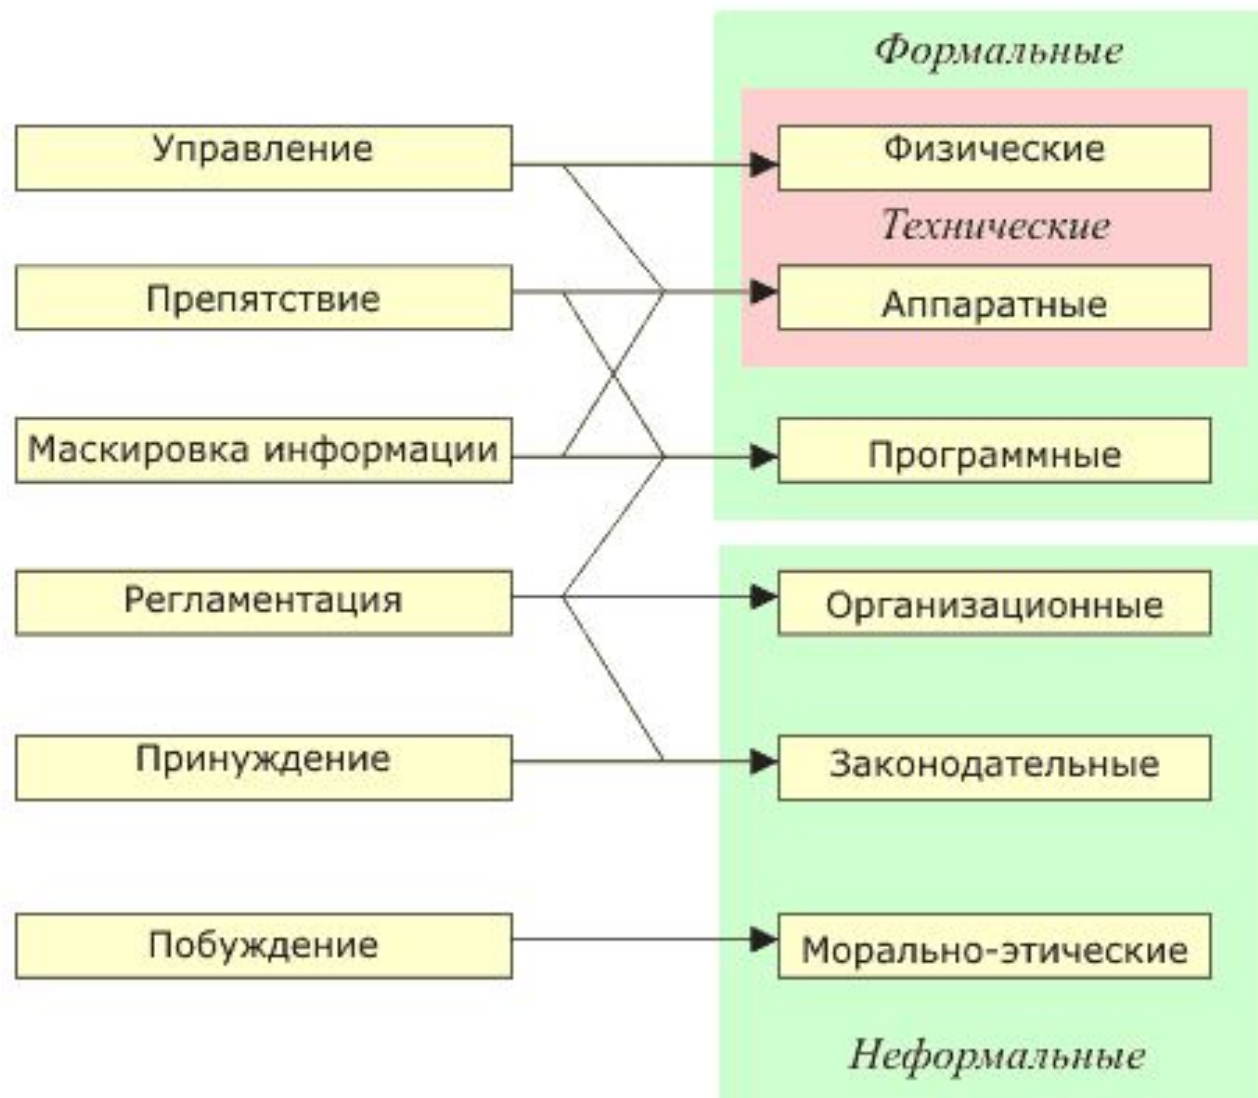 Формальные
Управление
Физические
Технические
Препятствие
Аппаратные
Маскировка информации
Программные
Регламентация
Организационные
Принуждение
Законодательные
Побуждение
Морально-этические
Неформальные